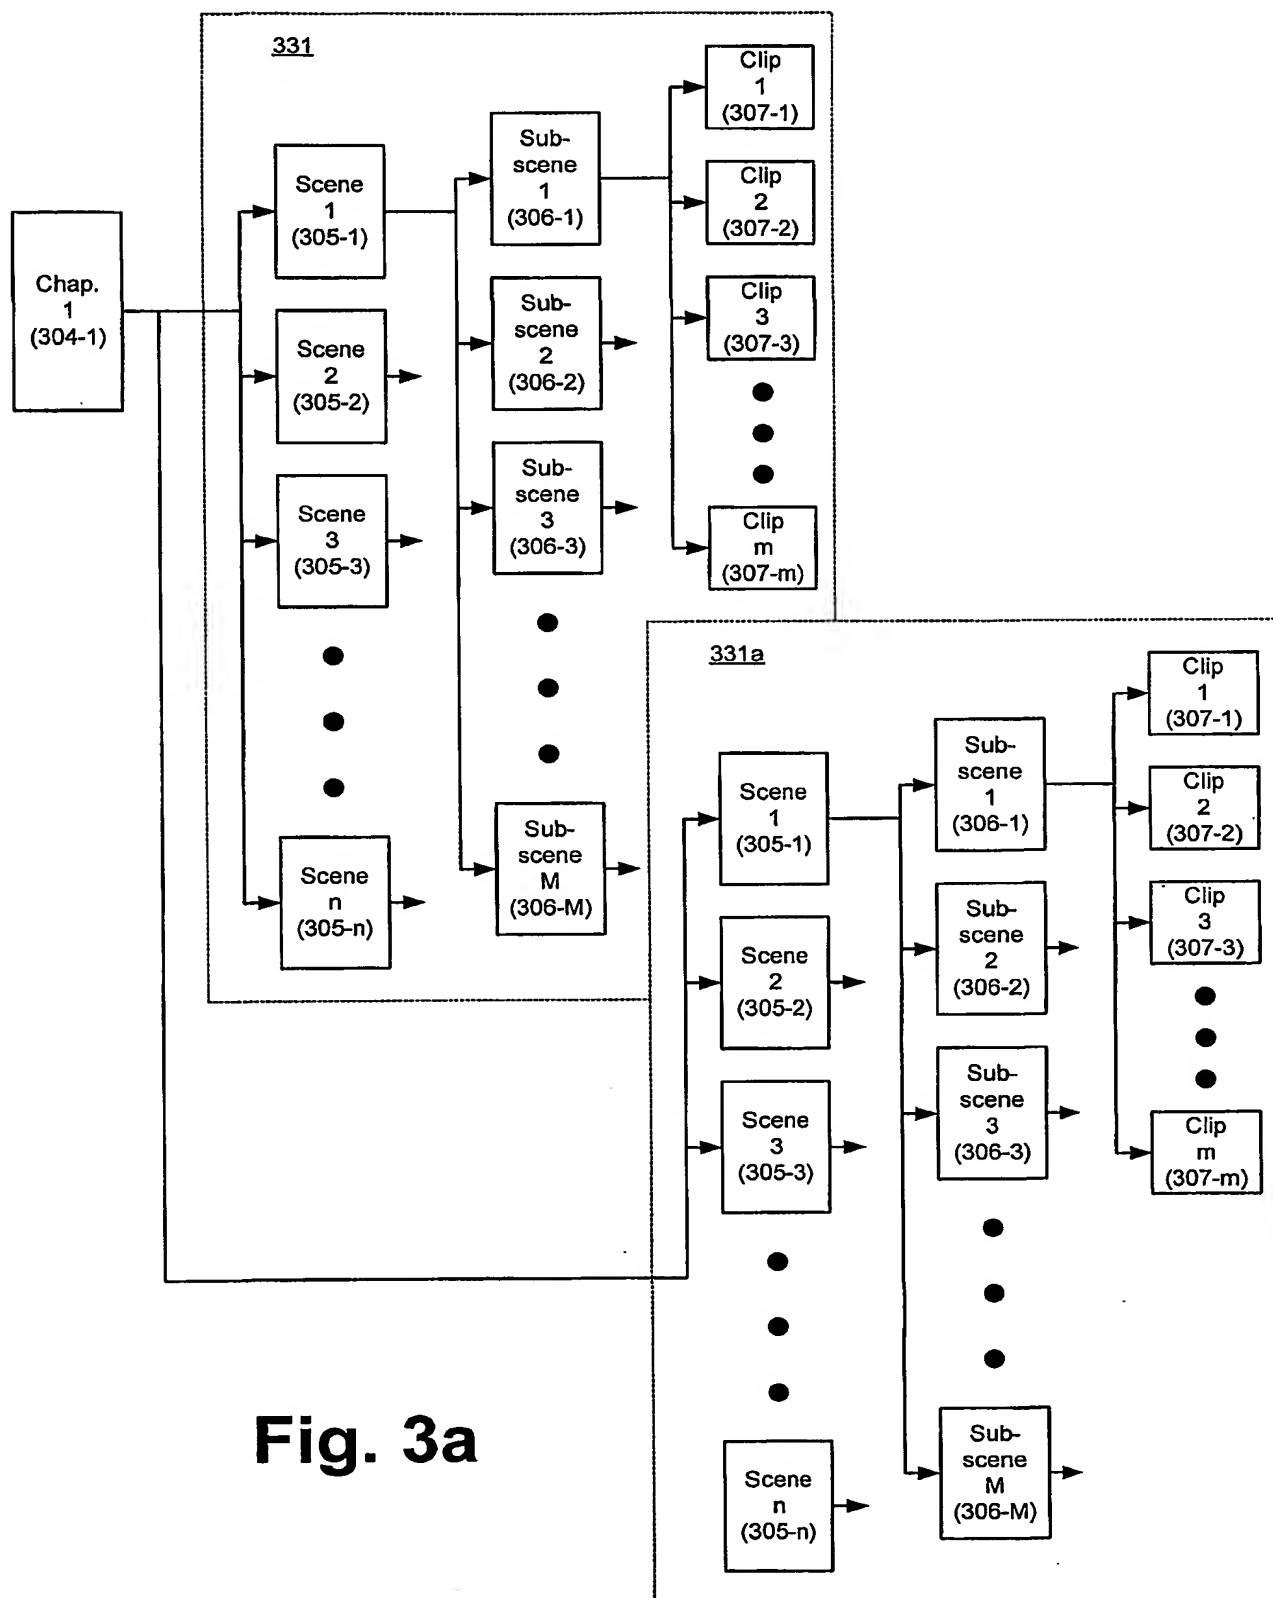 331
Clip
1
(307-1)
Clip
2
(307-2)
Clip
3
(307-3)
Clip
m
(307-m)
Sub-
scene
1
(306-1)
Sub-
scene
2
(306-2)
Sub-
scene
3
(306-3)
Sub-
scene
M
(306-M)
Scene
1
(305-1)
Scene
2
(305-2)
Scene
3
(305-3)
Scene
n
(305-n)
Chap.
1
(304-1)
331a
Clip
1
(307-1)
Clip
2
(307-2)
Clip
3
(307-3)
Clip
m
(307-m)
Sub-
scene
1
(306-1)
Sub-
scene
2
(306-2)
Sub-
scene
3
(306-3)
Sub-
scene
M
(306-M)
Scene
1
(305-1)
Scene
2
(305-2)
Scene
3
(305-3)
Scene
n
(305-n)
Fig. 3a